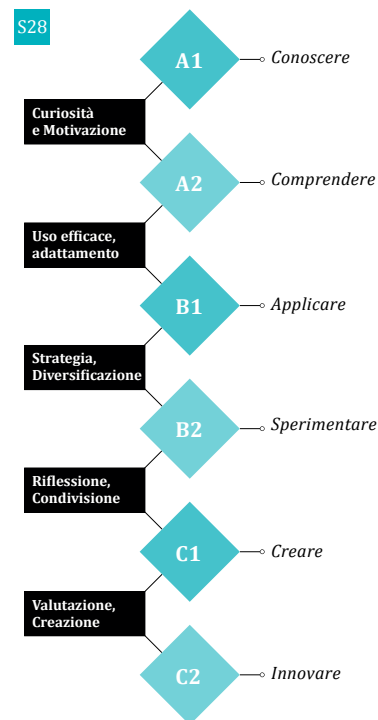 S28
A1
Conoscere
Curiosità
e Motivazione
A2
Comprendere
Uso efficace,
adattamento
B1
Applicare
Strategia,
Diversificazione
B2
Sperimentare
Riflessione,
Condivisione
C1
Creare
Valutazione,
Creazione
C2
Innovare